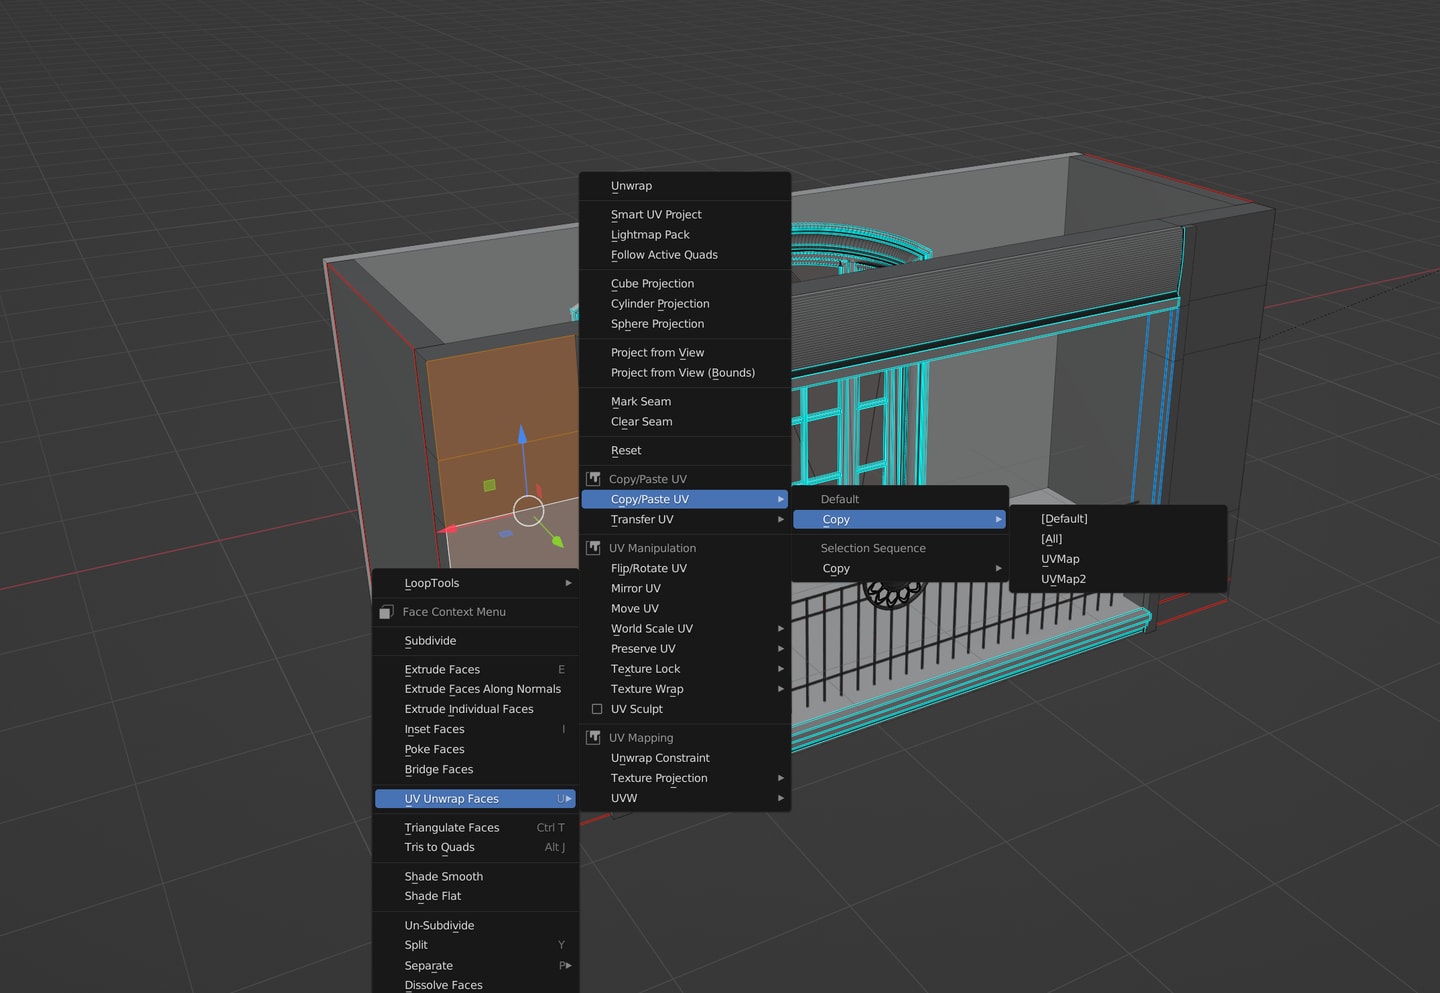 Unwrap
Smart UV Project
Lightmap Pack
Follow Active Quads
Cube Projection
Cylinder Projection
Sphere Projection
Project from View
Project from View (Bounds)
Mark Seam
Clear Seam
Reset
Copy/Paste UV
Copy/Paste UV
Transfer UV
UV Manipulation
Flip/Rotate UV
Mirror UV
Move UV
World Scale UV
Preserve UV
Texture Lock
Texture Wrap
UV Sculpt
UV Mapping
Unwrap Constraint
Texture Projection
UVW
Default
Copy
Selection Sequence
Copy
[Default]
[All]
UVMap
UVMap2
LoopTools
Face Context Menu
Subdivide
Extrude Faces E
Extrude Faces Along Normals
Extrude Individual Faces
Inset Faces I
Poke Faces
Bridge Faces
UV Unwrap Faces U
Triangulate Faces Ctrl T
Tris to Quads Alt J
Shade Smooth
Shade Flat
Un-Subdivide
Split Y
Separate P
Dissolve Faces